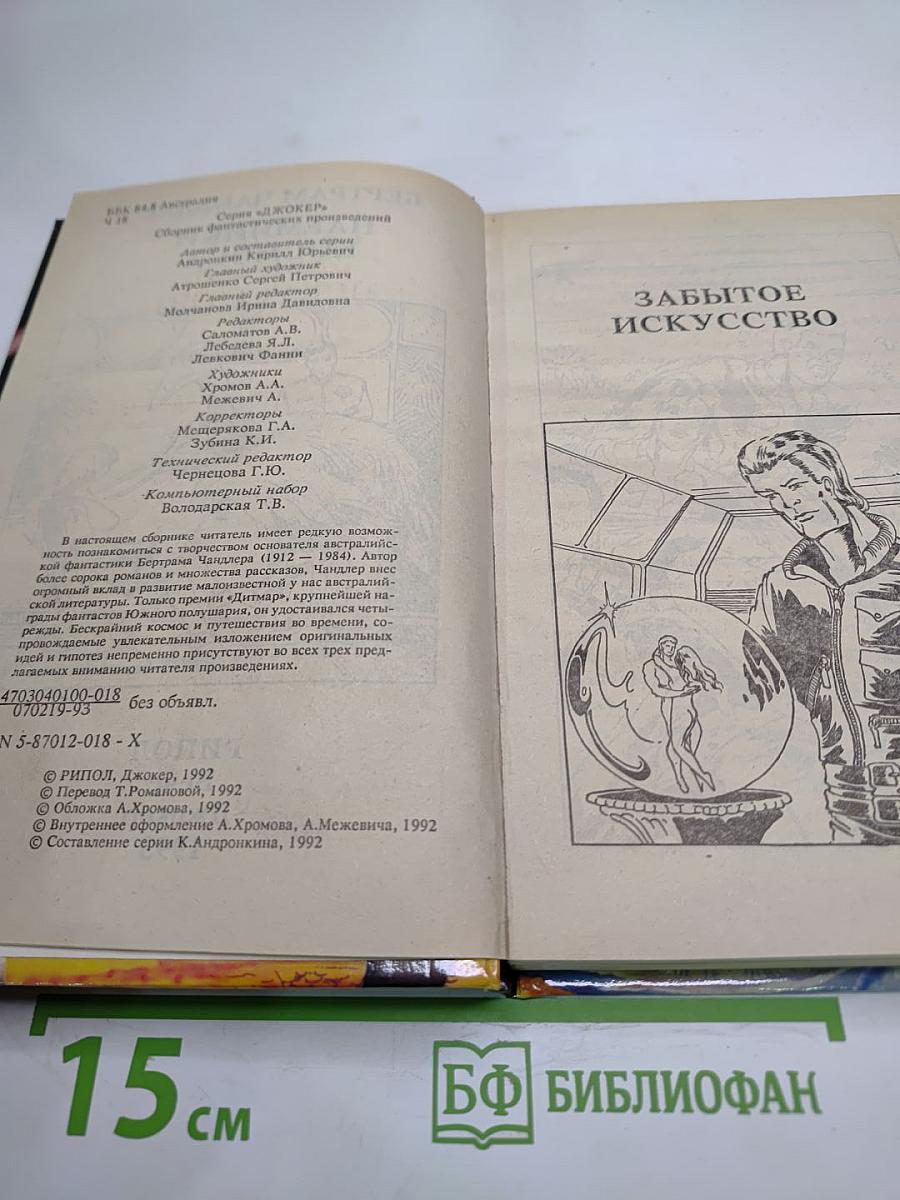 ББК 84.8 Австралия
Ч 18
Серия «ДЖОКЕР»
Сборник фантастических произведений
Автор и составитель серии
Андронкин Кирилл Юрьевич
Главный художник
Атрошенко Сергей Петрович
Главный редактор
Молчанова Ирина Давидовна
Редакторы
Саломатов А.В.
Лебедева Я.Л.
Левкович Фанни
Художники
Хромов А.А.
Межевич А.
Корректоры
Мещерякова Г.А.
Зубина К.И.
Технический редактор
Чернецова Г.Ю.
Компьютерный набор
Володарская Т.В.
В настоящем сборнике читатель имеет редкую возмож-
ность познакомиться с творчеством основателя австралийс-
кой фантастики Бертрама Чандлера (1912 — 1984). Автор
более сорока романов и множества рассказов, Чандлер внес
огромный вклад в развитие малоизвестной у нас австралий-
ской литературы. Только премии «Дитмар», крупнейшей на-
грады фантастов Южного полушария, он удостаивался четы-
режды. Бескрайний космос и путешествия во времени, со-
провождаемые увлекательным изложением оригинальных
идей и гипотез непременно присутствуют во всех трех пред-
лагаемых вниманию читателя произведениях.
4703040100-018
070219-93 без объявл.
N 5-87012-018 - X
© РИПОЛ, Джокер, 1992
© Перевод Т.Романовой, 1992
© Обложка А.Хромова, 1992
© Внутреннее оформление А.Хромова, А.Межевича, 1992
© Составление серии К.Андронкина, 1992
ЗАБЫТОЕ
ИСКУССТВО
15 см
БФ БИБЛИОФАН